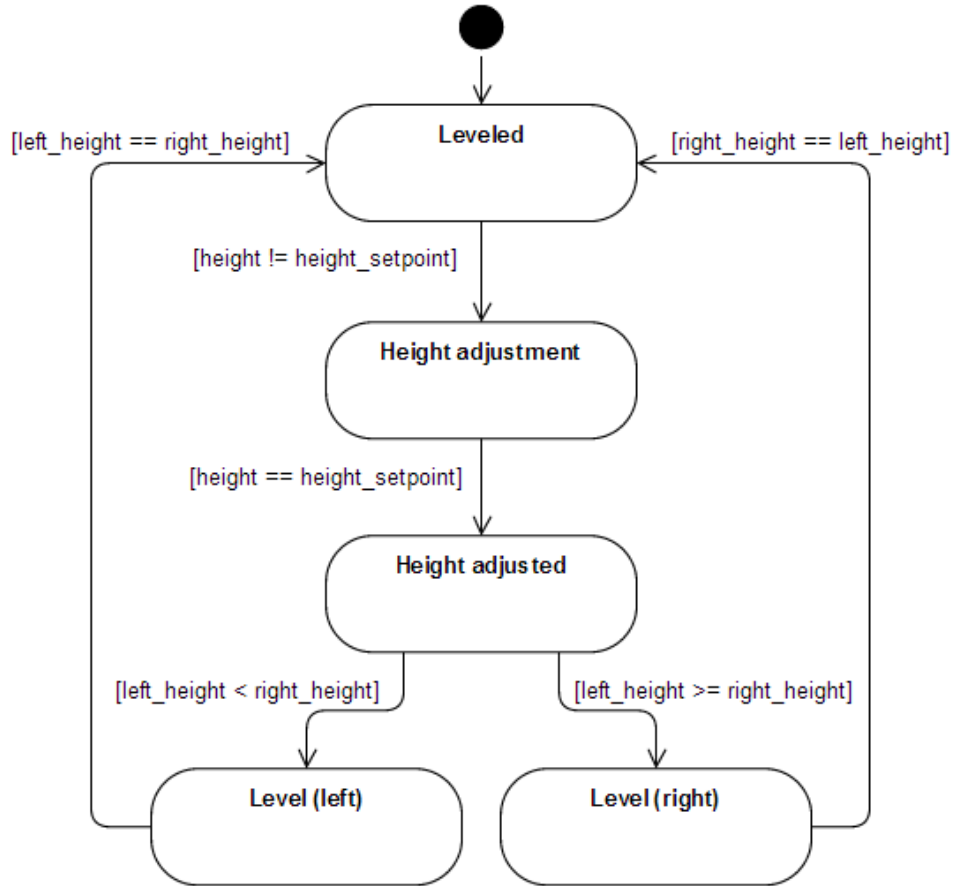 Leveled
[left_height == right_height]
[right_height == left_height]
[height != height_setpoint]
Height adjustment
[height == height_setpoint]
Height adjusted
[left_height < right_height]
[left_height >= right_height]
Level (left)
Level (right)